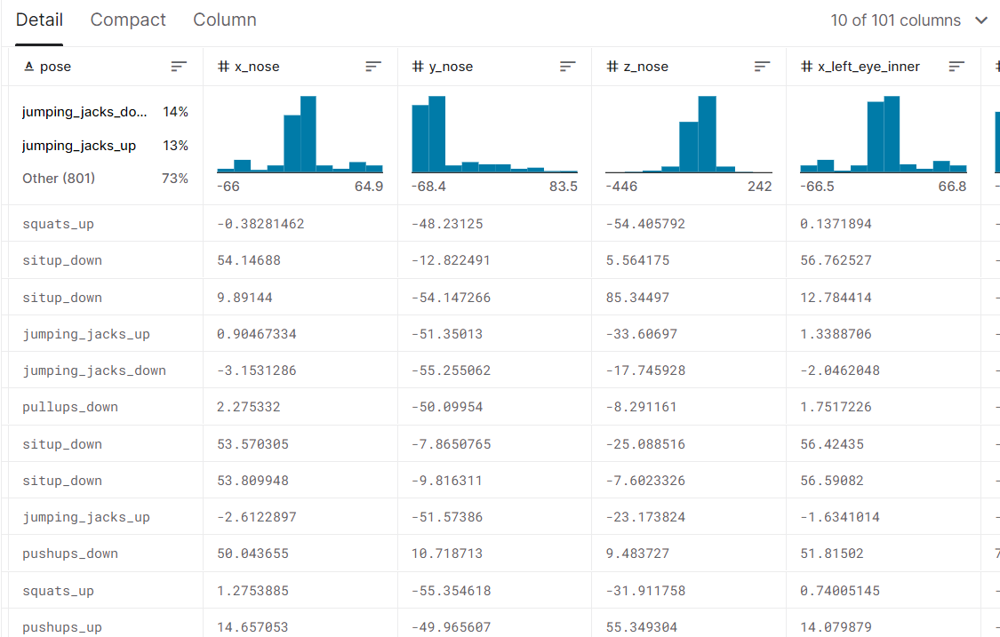 Detail Compact Column 10 of 101 columns
pose x_nose y_nose z_nose x_left_eye_inner
jumping_jacks_do... 14%
jumping_jacks_up 13%
Other (801) 73%
-66 64.9 -68.4 83.5 -446 242 -66.5 66.8
squats_up -0.38281462 -48.23125 -54.405792 0.1371894
situp_down 54.14688 -12.822491 5.564175 56.762527
situp_down 9.89144 -54.147266 85.34497 12.784414
jumping_jacks_up 0.90467334 -51.35013 -33.60697 1.3388706
jumping_jacks_down -3.1531286 -55.255062 -17.745928 -2.0462048
pullups_down 2.275332 -50.09954 -8.291161 1.7517226
situp_down 53.570305 -7.8650765 -25.088516 56.42435
situp_down 53.809948 -9.816311 -7.6023326 56.59082
jumping_jacks_up -2.6122897 -51.57386 -23.173824 -1.6341014
pushups_down 50.043655 10.718713 9.483727 51.81502
squats_up 1.2753885 -55.354618 -31.911758 0.74005145
pushups_up 14.657053 -49.965607 55.349304 14.079879